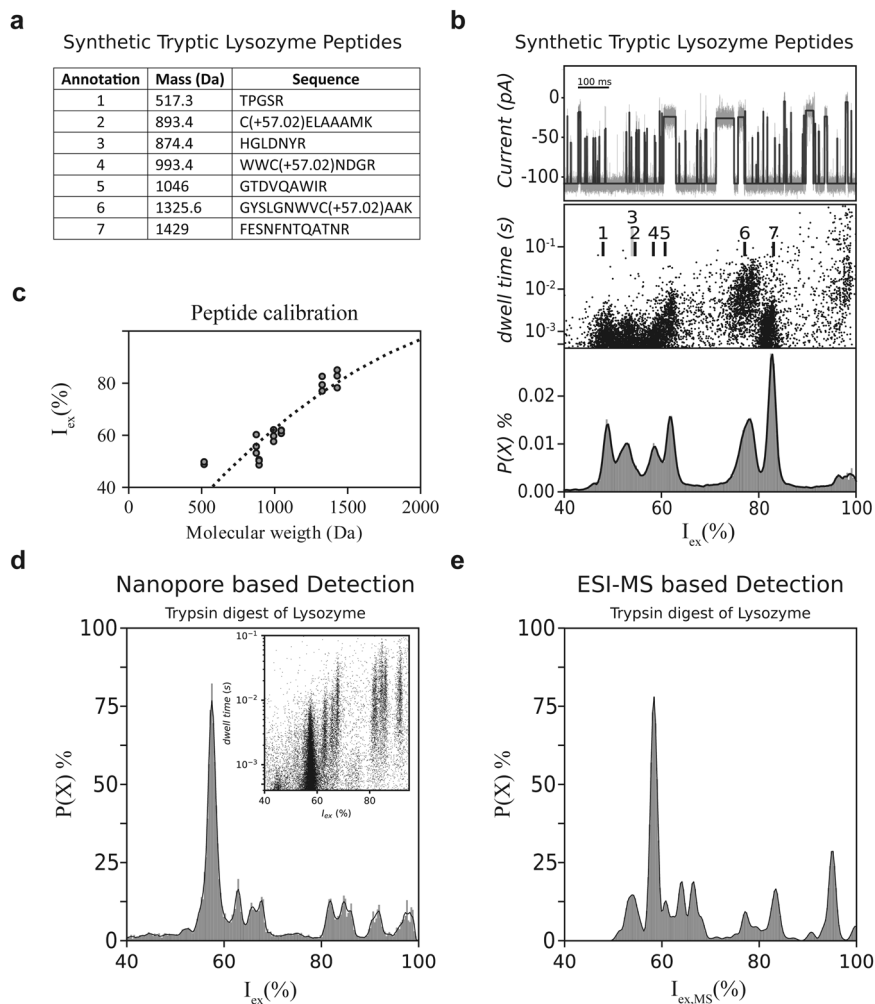 a
Synthetic Tryptic Lysozyme Peptides
Annotation Mass (Da) Sequence
1 517.3 TPGSR
2 893.4 C(+57.02)ELAAAMK
3 874.4 HGLDNYR
4 993.4 WWC(+57.02)NDGR
5 1046 GTDVQAWIR
6 1325.6 GYSLGNWVC(+57.02)AAK
7 1429 FESNFNTQATNR
b
Synthetic Tryptic Lysozyme Peptides
100 ms
Current (pA)
0
-50
-100
dwell time (s)
10⁻¹
10⁻²
10⁻³
3
1 2 45 6 7
P(X) %
0.02
0.01
0.00
40 60 80 100
Iex(%)
c
Peptide calibration
Iex(%)
80
60
40
0 500 1000 1500 2000
Molecular weigth (Da)
d
Nanopore based Detection
Trypsin digest of Lysozyme
P(X) %
100
75
50
25
0
40 60 80 100
Iex(%)
dwell time (s)
10⁻¹
10⁻²
10⁻³
40 60 80
Iex (%)
e
ESI-MS based Detection
Trypsin digest of Lysozyme
P(X) %
100
75
50
25
0
40 60 80 100
Iex,MS(%)